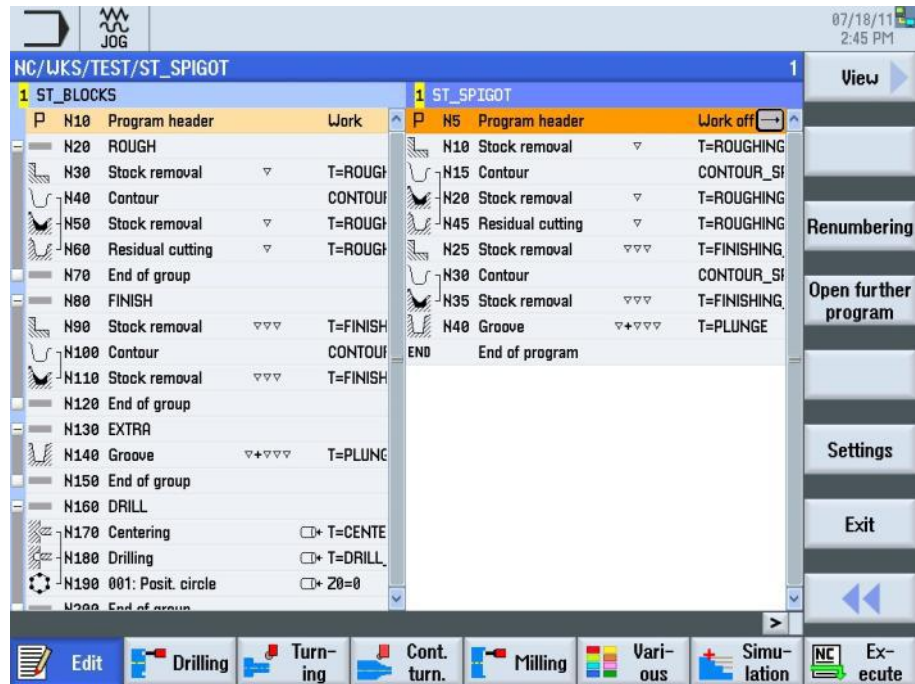 JOG
07/18/11
2:45 PM
NC/WKS/TEST/ST_SPIGOT 1
1 ST_BLOCKS
P N10 Program header Work
N20 ROUGH
N30 Stock removal ▽ T=ROUGH
N40 Contour CONTOUR
N50 Stock removal ▽ T=ROUGH
N60 Residual cutting ▽ T=ROUGH
N70 End of group
N80 FINISH
N90 Stock removal ▽▽▽ T=FINISH
N100 Contour CONTOUR
N110 Stock removal ▽▽▽ T=FINISH
N120 End of group
N130 EXTRA
N140 Groove ▽+▽▽▽ T=PLUNG
N150 End of group
N160 DRILL
N170 Centering T=CENTE
N180 Drilling T=DRILL_
N190 001: Posit. circle Z0=0
N200 End of group
1 ST_SPIGOT
P N5 Program header Work off
N10 Stock removal ▽ T=ROUGHING
N15 Contour CONTOUR_SP
N20 Stock removal ▽ T=ROUGHING
N45 Residual cutting ▽ T=ROUGHING
N25 Stock removal ▽▽▽ T=FINISHING_
N30 Contour CONTOUR_SP
N35 Stock removal ▽▽▽ T=FINISHING_
N40 Groove ▽+▽▽▽ T=PLUNGE
END End of program
View
Renumbering
Open further
program
Settings
Exit
>
Edit
Drilling
Turn-
ing
Cont.
turn.
Milling
Vari-
ous
Simu-
lation
NC
Ex-
ecute